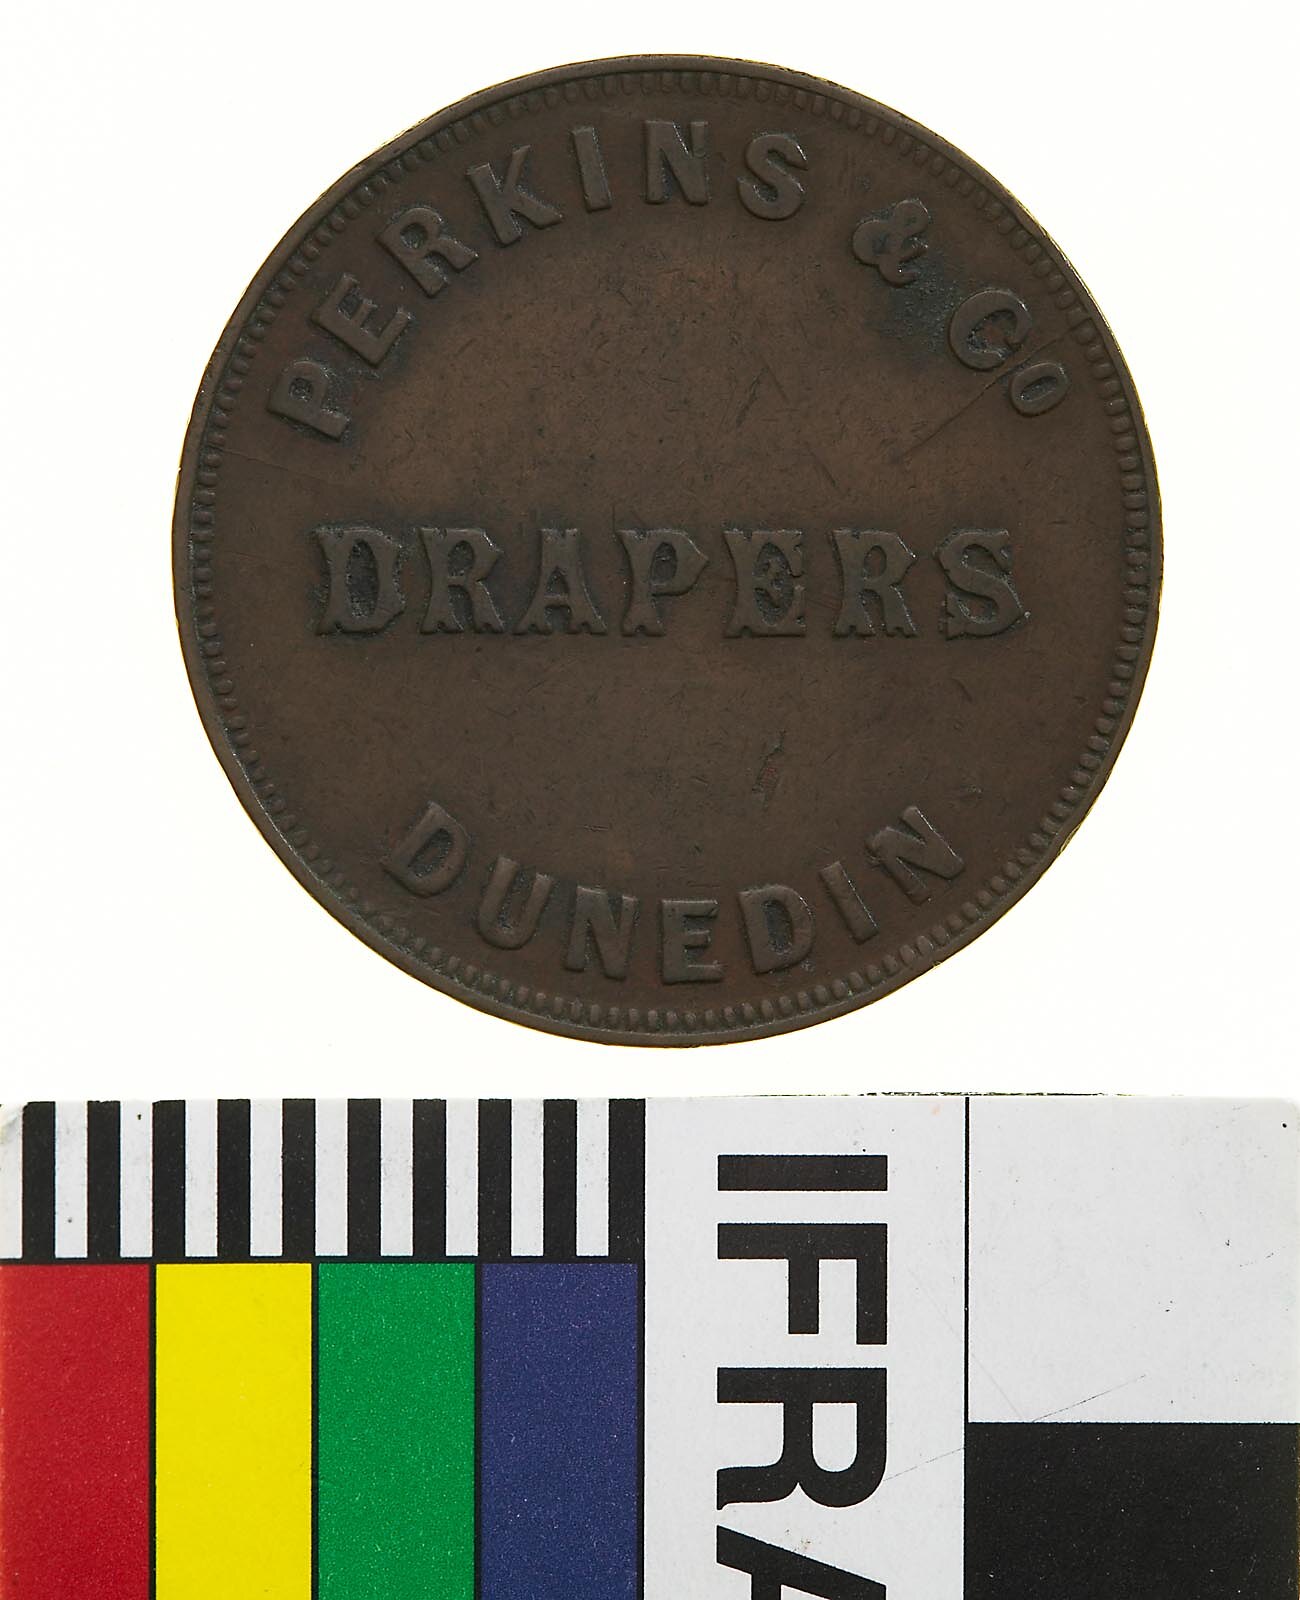 PERKINS & Co
DRAPERS
DUNEDIN
IFRA